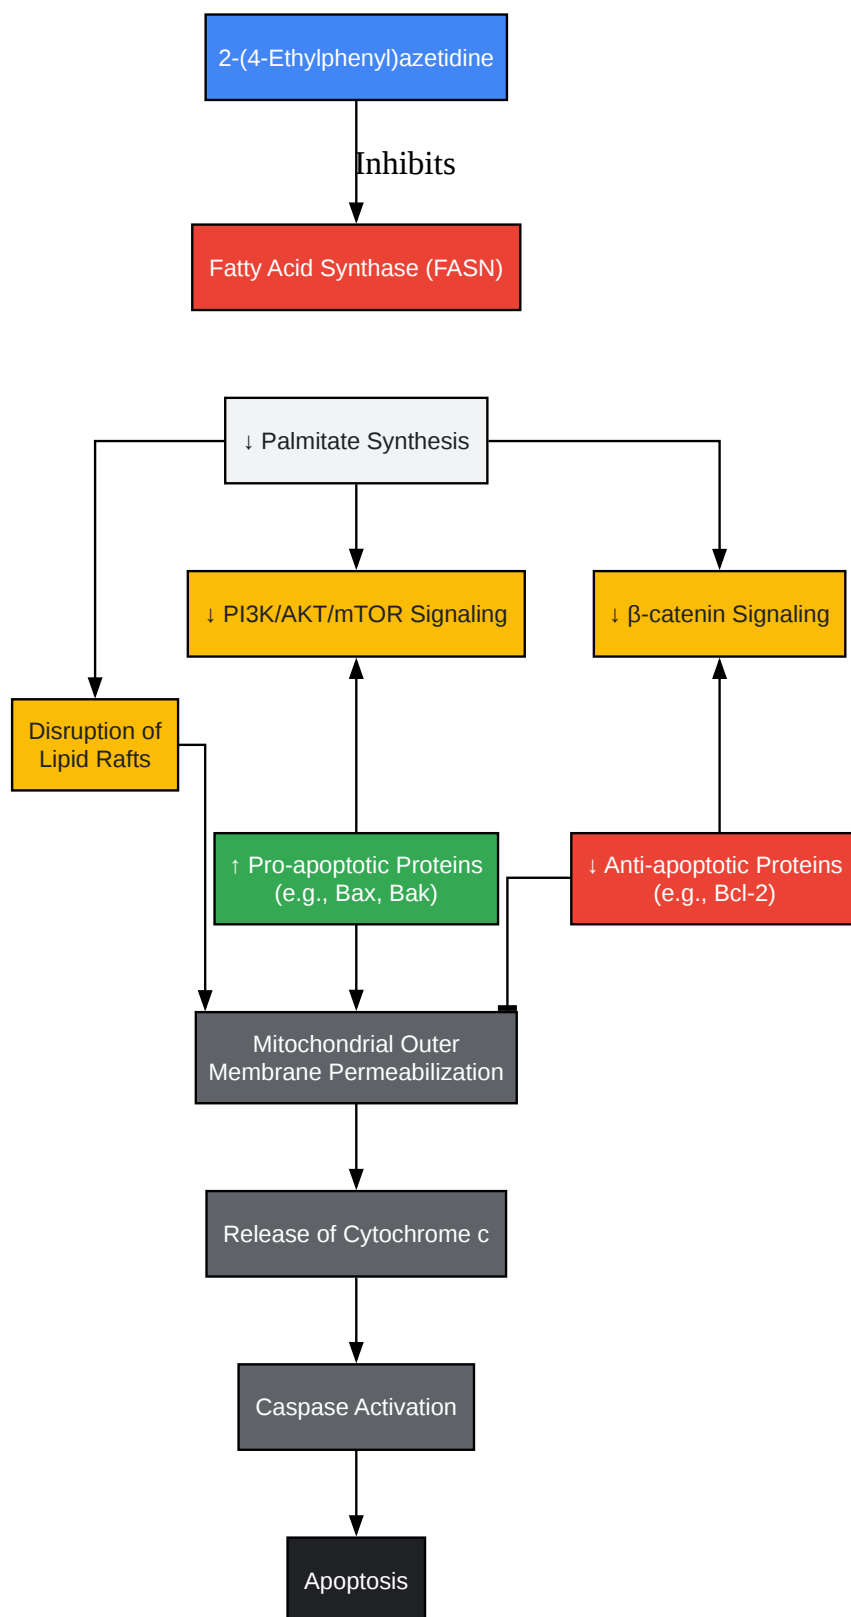 2-(4-Ethylphenyl)azetidine
Inhibits
Fatty Acid Synthase (FASN)
↓ Palmitate Synthesis
↓ PI3K/AKT/mTOR Signaling
↓ β-catenin Signaling
Disruption of
Lipid Rafts
↑ Pro-apoptotic Proteins
(e.g., Bax, Bak)
↓ Anti-apoptotic Proteins
(e.g., Bcl-2)
Mitochondrial Outer
Membrane Permeabilization
Release of Cytochrome c
Caspase Activation
Apoptosis